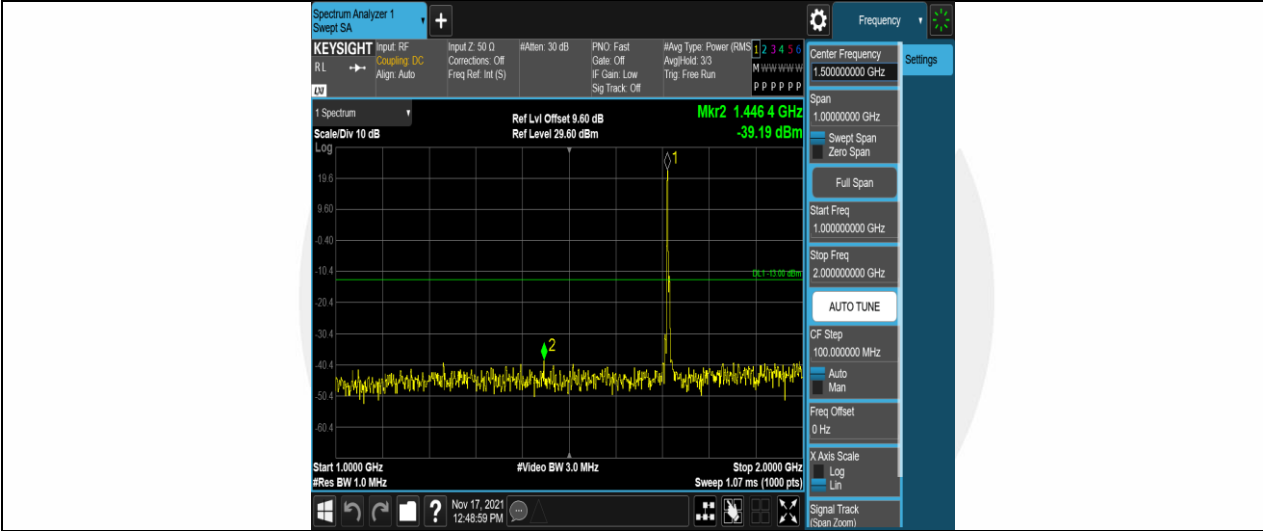 Spectrum Analyzer 1
Swept SA
Frequency
KEYSIGHT
RL
LXI
Input: RF
Coupling: DC
Align: Auto
Input Z: 50 Ω
Corrections: Off
Freq Ref: Int (S)
#Atten: 30 dB
PNO: Fast
Gate: Off
IF Gain: Low
Sig Track: Off
#Avg Type: Power (RMS
Avg|Hold: 3/3
Trig: Free Run
1 2 3 4 5 6
M W W W W W
P P P P P P
1 Spectrum
Scale/Div 10 dB
Ref Lvl Offset 9.60 dB
Ref Level 29.60 dBm
Mkr2 1.446 4 GHz
-39.19 dBm
Log
1
19.6
9.60
-0.40
-10.4
DL1 -13.00 dBm
-20.4
-30.4
2
-40.4
-50.4
-60.4
Start 1.0000 GHz
#Video BW 3.0 MHz
Stop 2.0000 GHz
#Res BW 1.0 MHz
Sweep 1.07 ms (1000 pts)
?
Nov 17, 2021
12:48:59 PM
Center Frequency
1.500000000 GHz
Settings
Span
1.00000000 GHz
Swept Span
Zero Span
Full Span
Start Freq
1.000000000 GHz
Stop Freq
2.000000000 GHz
AUTO TUNE
CF Step
100.000000 MHz
Auto
Man
Freq Offset
0 Hz
X Axis Scale
Log
Lin
Signal Track
(Span Zoom)